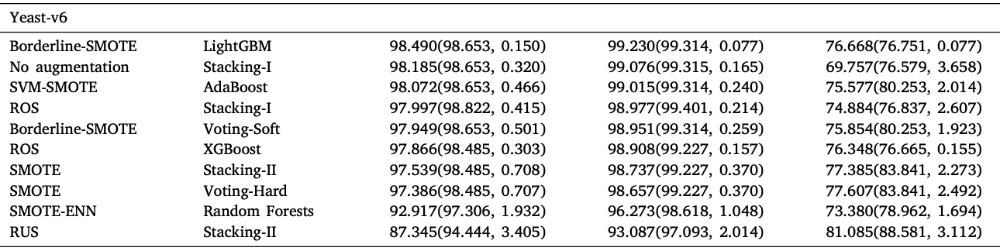 Yeast-v6
Borderline-SMOTE LightGBM 98.490(98.653, 0.150) 99.230(99.314, 0.077) 76.668(76.751, 0.077)
No augmentation Stacking-I 98.185(98.653, 0.320) 99.076(99.315, 0.165) 69.757(76.579, 3.658)
SVM-SMOTE AdaBoost 98.072(98.653, 0.466) 99.015(99.314, 0.240) 75.577(80.253, 2.014)
ROS Stacking-I 97.997(98.822, 0.415) 98.977(99.401, 0.214) 74.884(76.837, 2.607)
Borderline-SMOTE Voting-Soft 97.949(98.653, 0.501) 98.951(99.314, 0.259) 75.854(80.253, 1.923)
ROS XGBoost 97.866(98.485, 0.303) 98.908(99.227, 0.157) 76.348(76.665, 0.155)
SMOTE Stacking-II 97.539(98.485, 0.708) 98.737(99.227, 0.370) 77.385(83.841, 2.273)
SMOTE Voting-Hard 97.386(98.485, 0.707) 98.657(99.227, 0.370) 77.607(83.841, 2.492)
SMOTE-ENN Random Forests 92.917(97.306, 1.932) 96.273(98.618, 1.048) 73.380(78.962, 1.694)
RUS Stacking-II 87.345(94.444, 3.405) 93.087(97.093, 2.014) 81.085(88.581, 3.112)